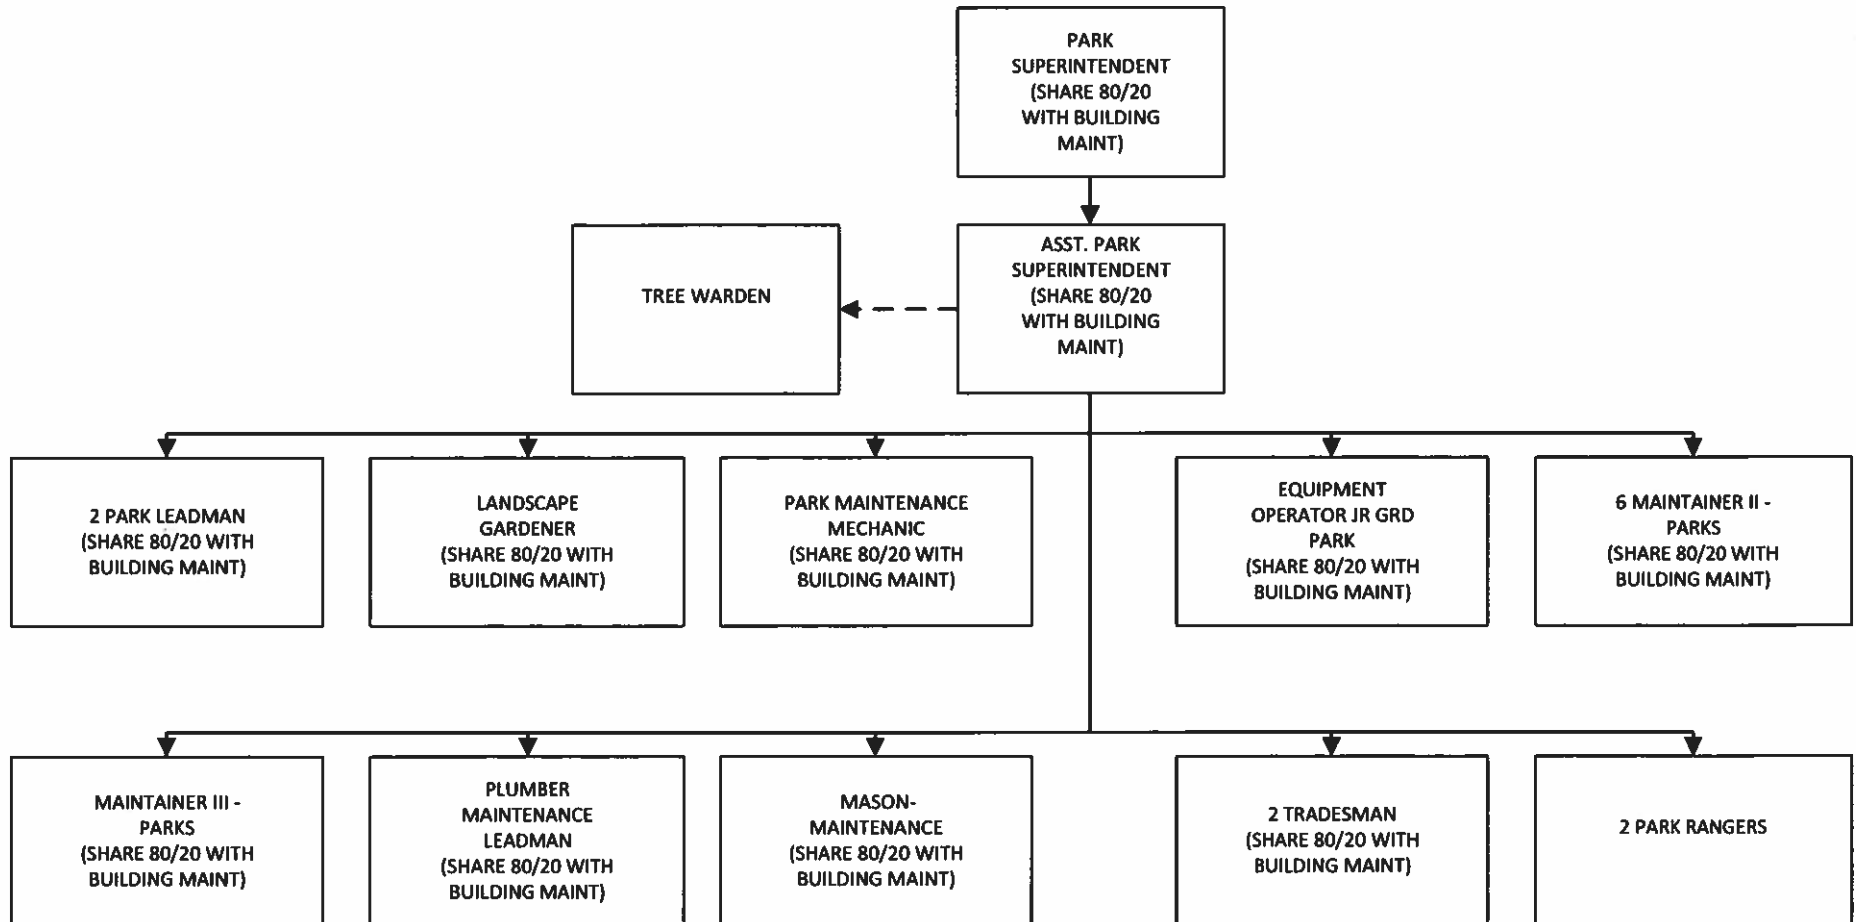 PARK
SUPERINTENDENT
(SHARE 80/20
WITH BUILDING
MAINT)
TREE WARDEN
ASST. PARK
SUPERINTENDENT
(SHARE 80/20
WITH BUILDING
MAINT)
2 PARK LEADMAN
(SHARE 80/20 WITH
BUILDING MAINT)
LANDSCAPE
GARDENER
(SHARE 80/20 WITH
BUILDING MAINT)
PARK MAINTENANCE
MECHANIC
(SHARE 80/20 WITH
BUILDING MAINT)
EQUIPMENT
OPERATOR JR GRD
PARK
(SHARE 80/20 WITH
BUILDING MAINT)
6 MAINTAINER II -
PARKS
(SHARE 80/20 WITH
BUILDING MAINT)
MAINTAINER III -
PARKS
(SHARE 80/20 WITH
BUILDING MAINT)
PLUMBER
MAINTENANCE
LEADMAN
(SHARE 80/20 WITH
BUILDING MAINT)
MASON-
MAINTENANCE
(SHARE 80/20 WITH
BUILDING MAINT)
2 TRADESMAN
(SHARE 80/20 WITH
BUILDING MAINT)
2 PARK RANGERS